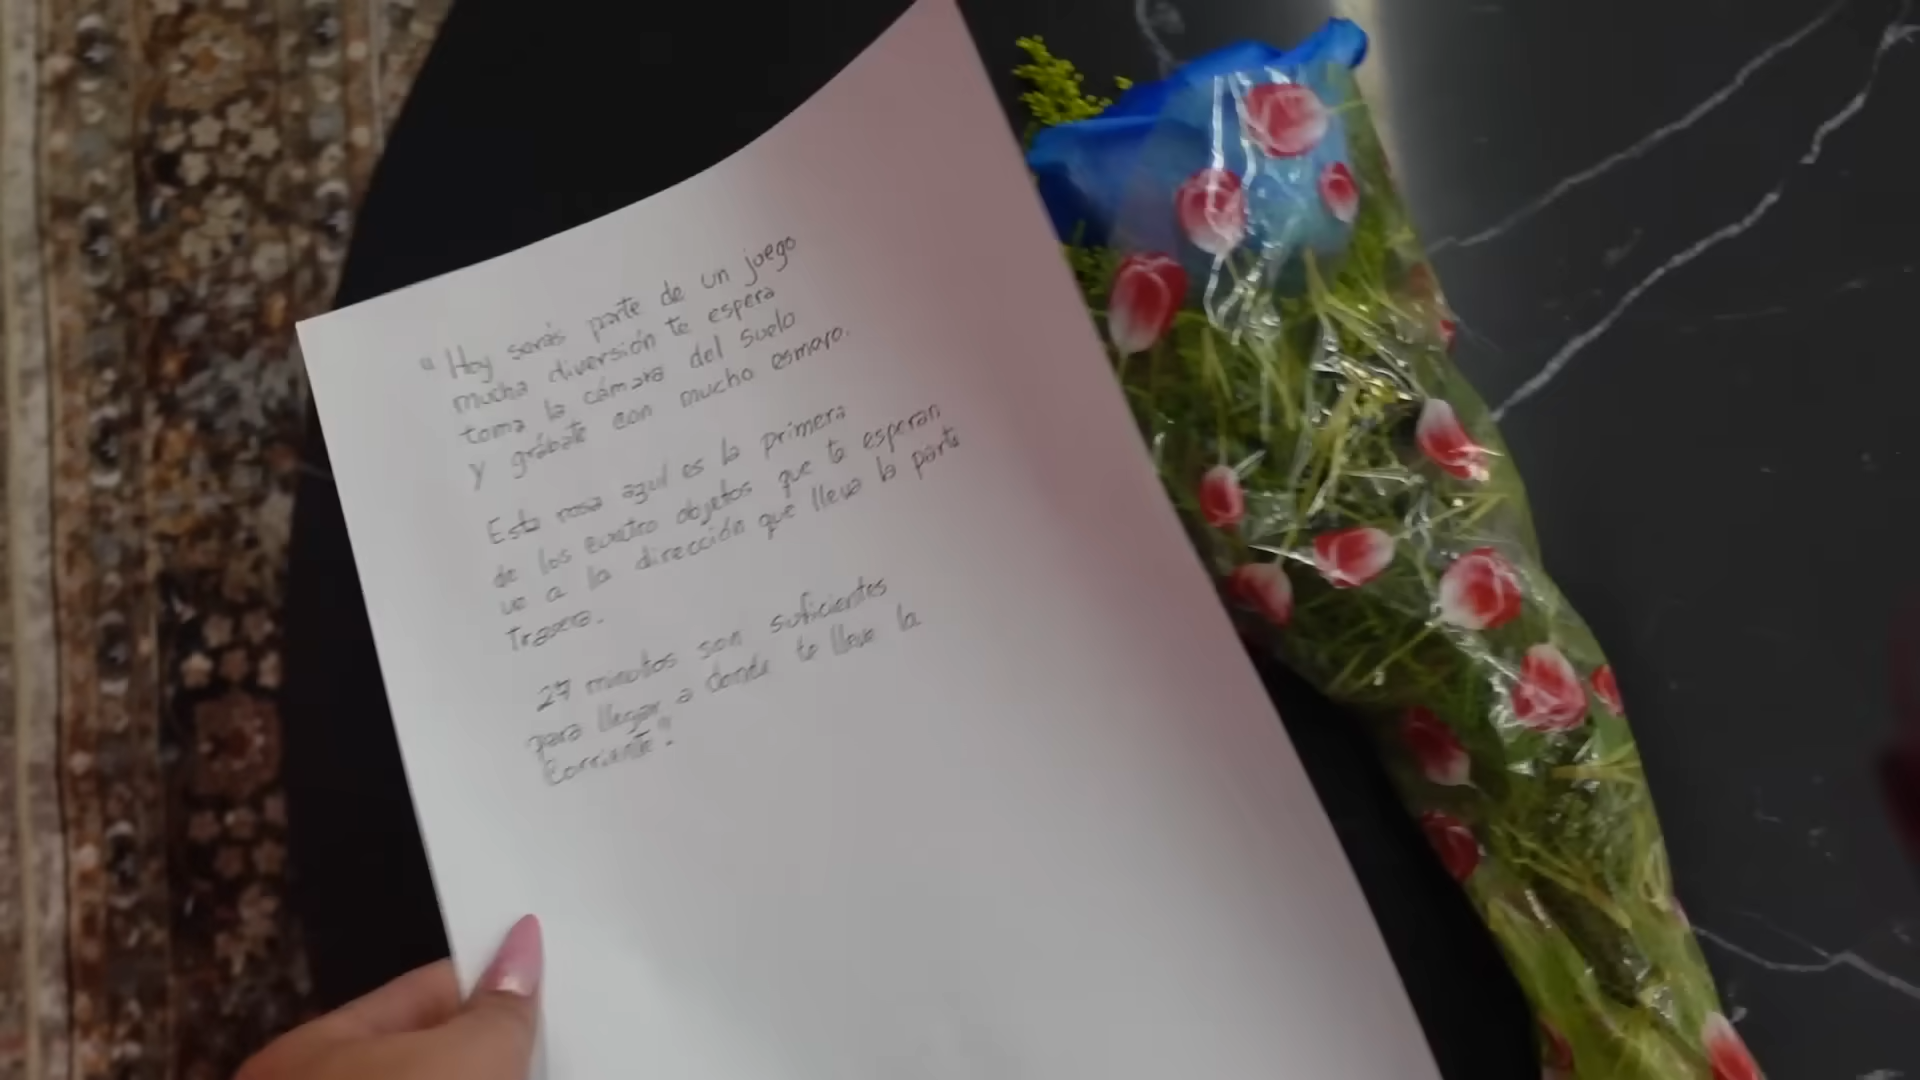 "Hoy serás parte de un juego
mucha diversión te espera
toma la cámara del suelo
y grábate con mucho esmero.
Esta rosa azul es la primera
de los cuatro objetos que te esperan
ve a la dirección que lleva la parte
trasera.
27 minutos son suficientes
para llegar a donde te lleve la
corriente".